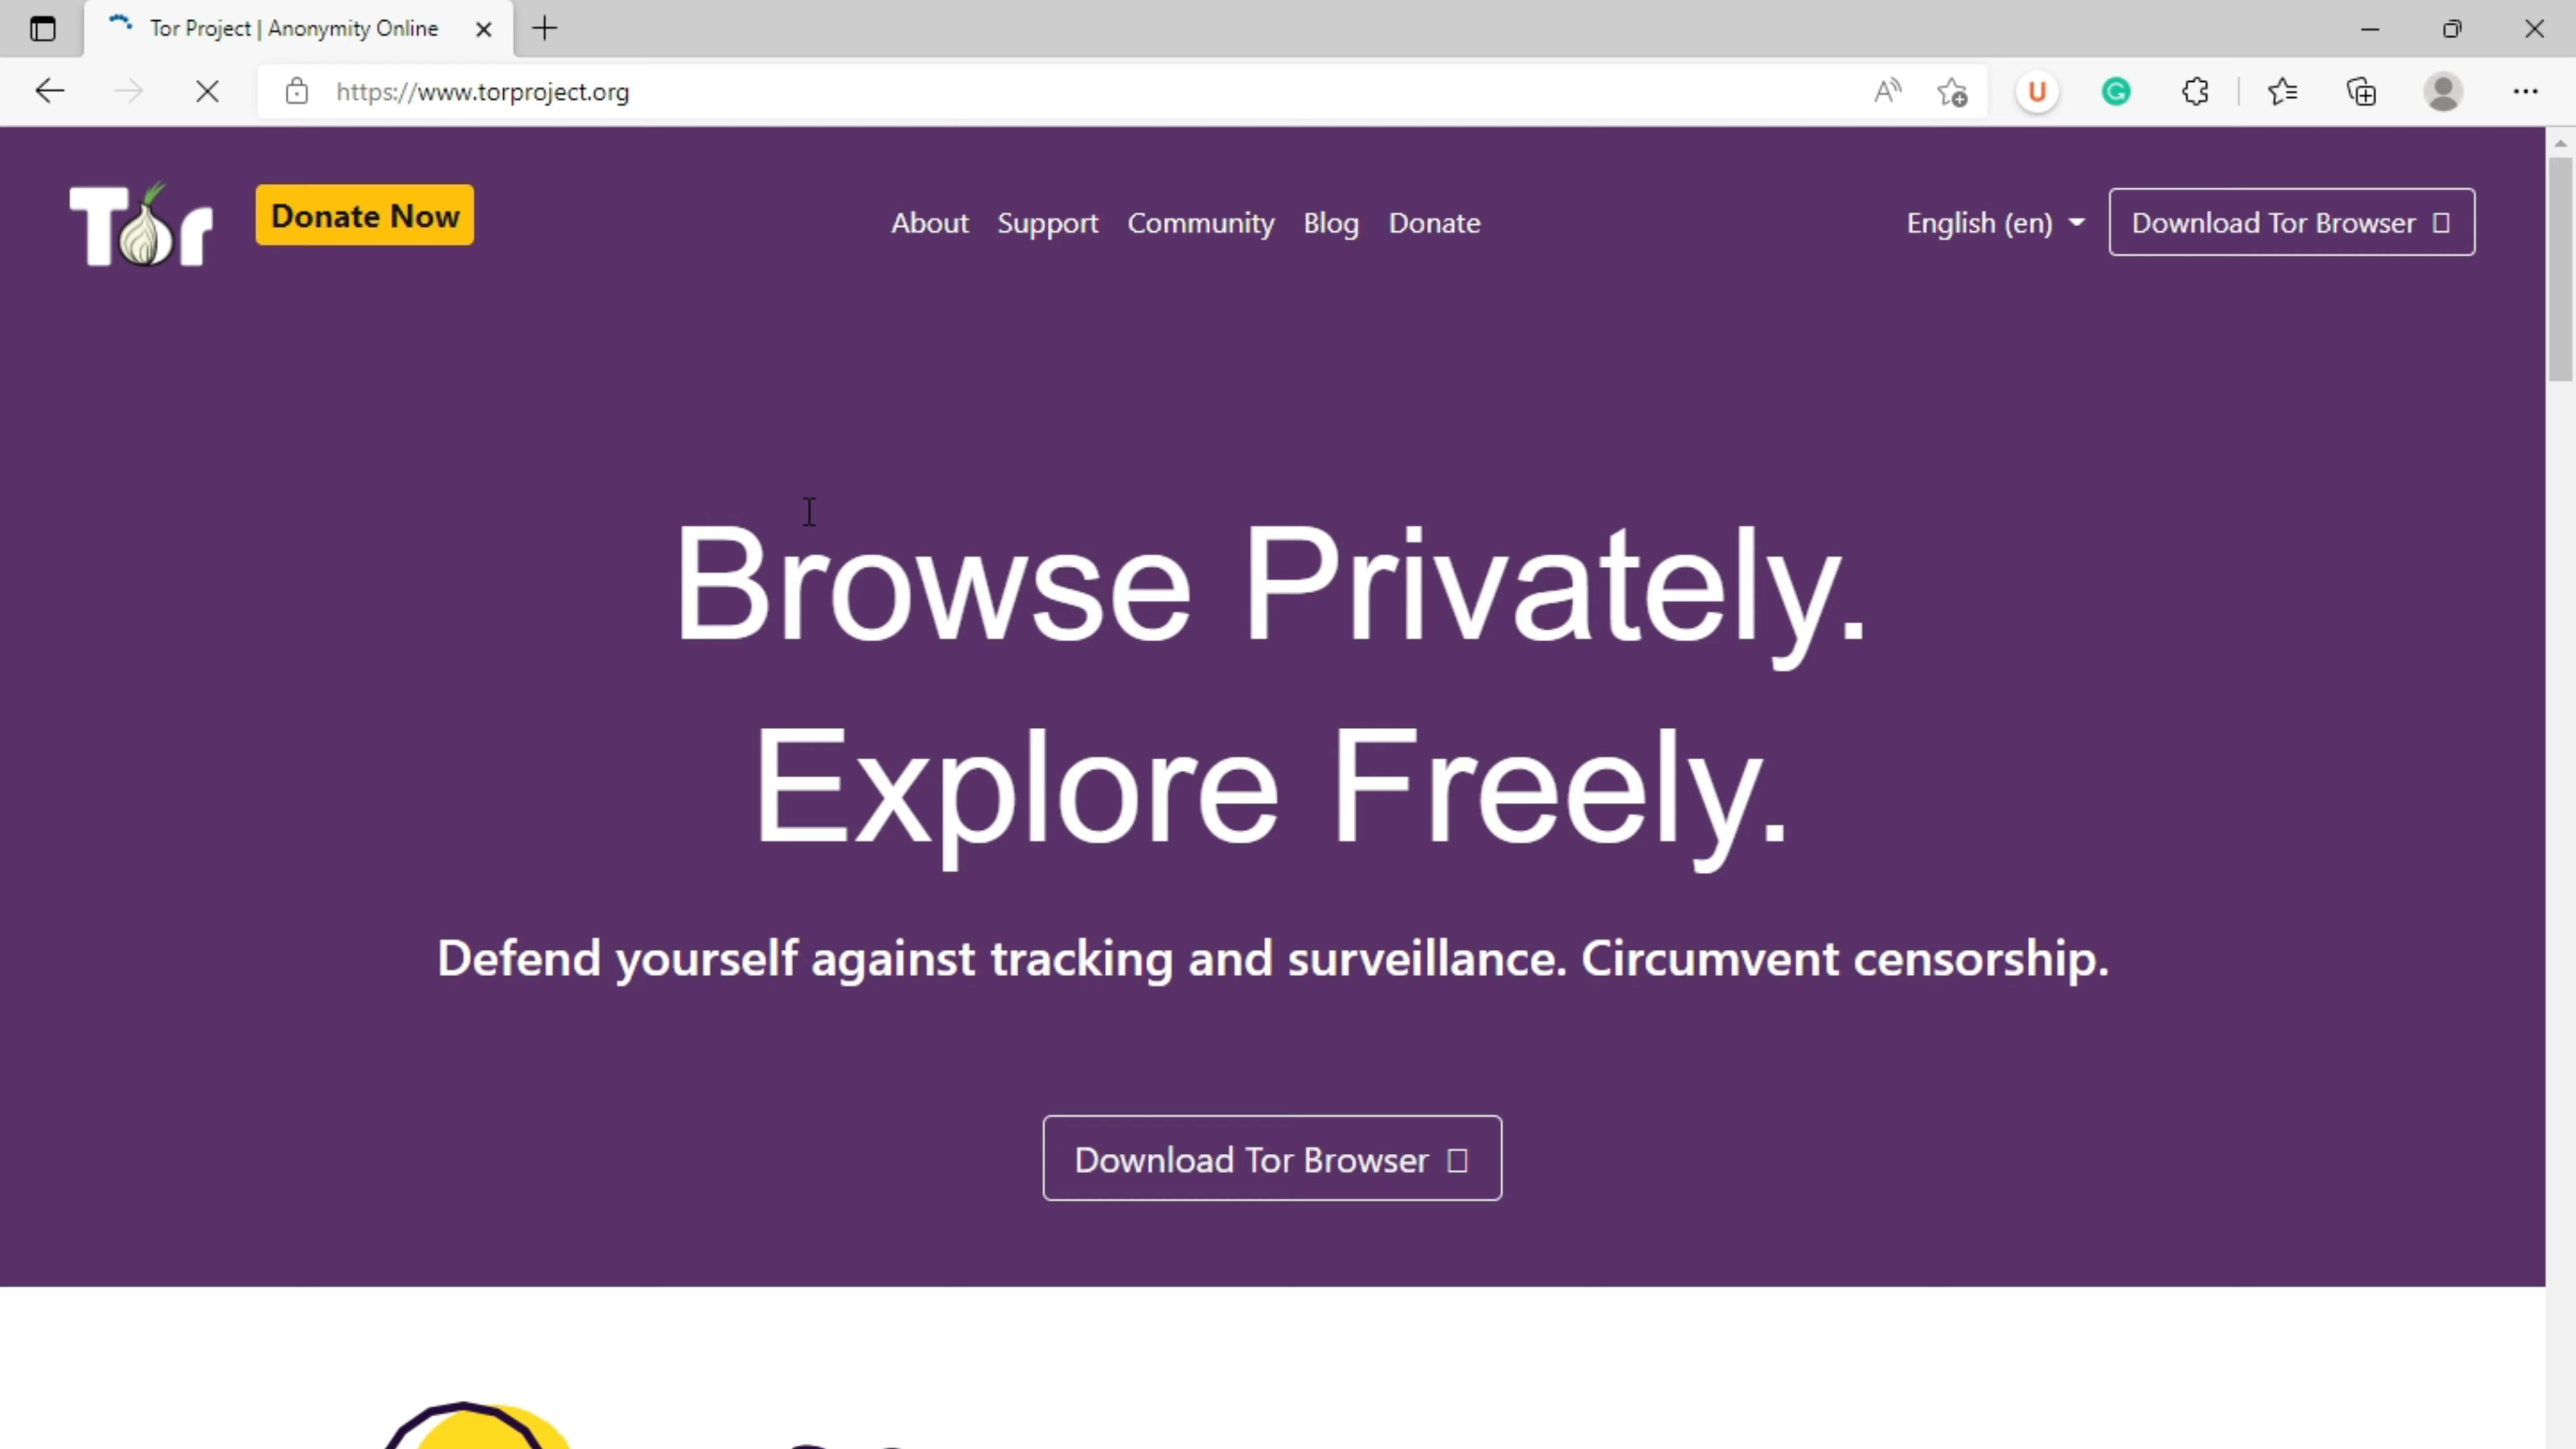 Tor Project | Anonymity Online
https://www.torproject.org
U
G
Tor
Donate Now
About Support Community Blog Donate
English (en)
Download Tor Browser
Browse Privately.
Explore Freely.
Defend yourself against tracking and surveillance. Circumvent censorship.
Download Tor Browser